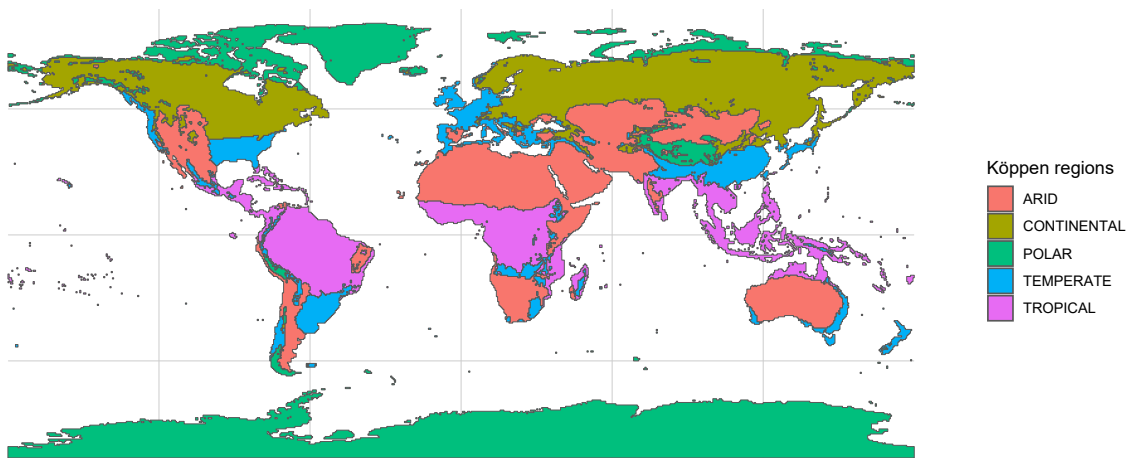 Köppen regions
ARID
CONTINENTAL
POLAR
TEMPERATE
TROPICAL